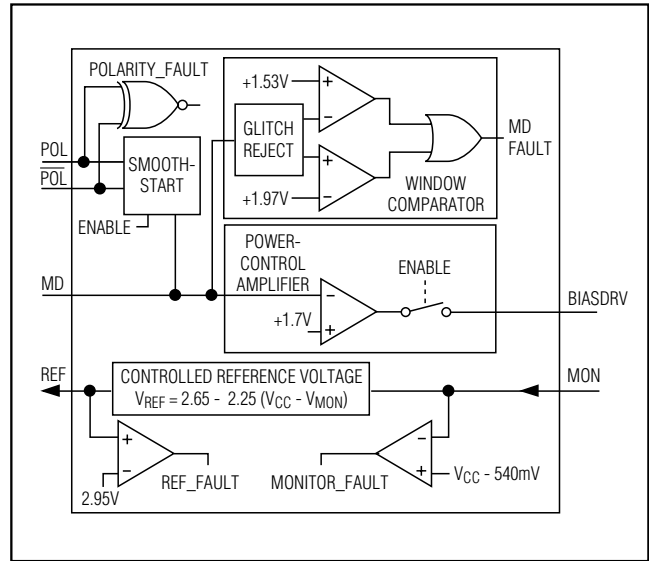 POLARITY_FAULT
+1.53V
+
−
GLITCH
REJECT
MD
FAULT
POL
P̅O̅L̅
SMOOTH-
START
+
−
+1.97V
WINDOW
COMPARATOR
ENABLE
POWER-
CONTROL
AMPLIFIER
ENABLE
MD
−
+
+1.7V
BIASDRV
REF
CONTROLLED REFERENCE VOLTAGE
VREF = 2.65 - 2.25 (VCC - VMON)
MON
+
−
2.95V
REF_FAULT
MONITOR_FAULT
−
+
VCC - 540mV